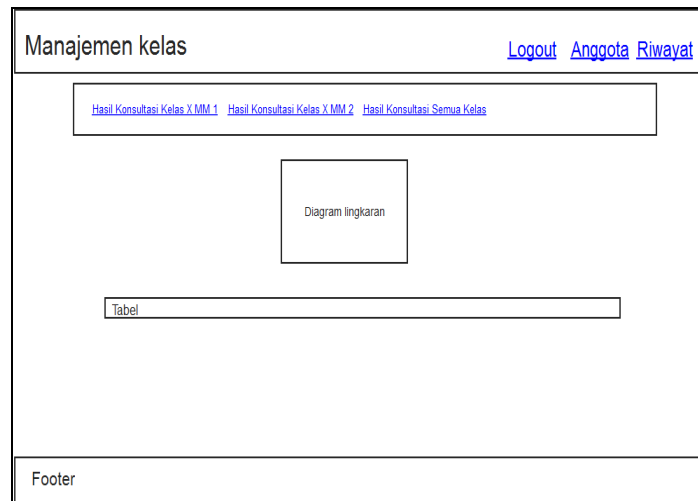 Manajemen kelas
Logout Anggota Riwayat
Hasil Konsultasi Kelas X MM 1 Hasil Konsultasi Kelas X MM 2 Hasil Konsultasi Semua Kelas
Diagram lingkaran
Tabel
Footer